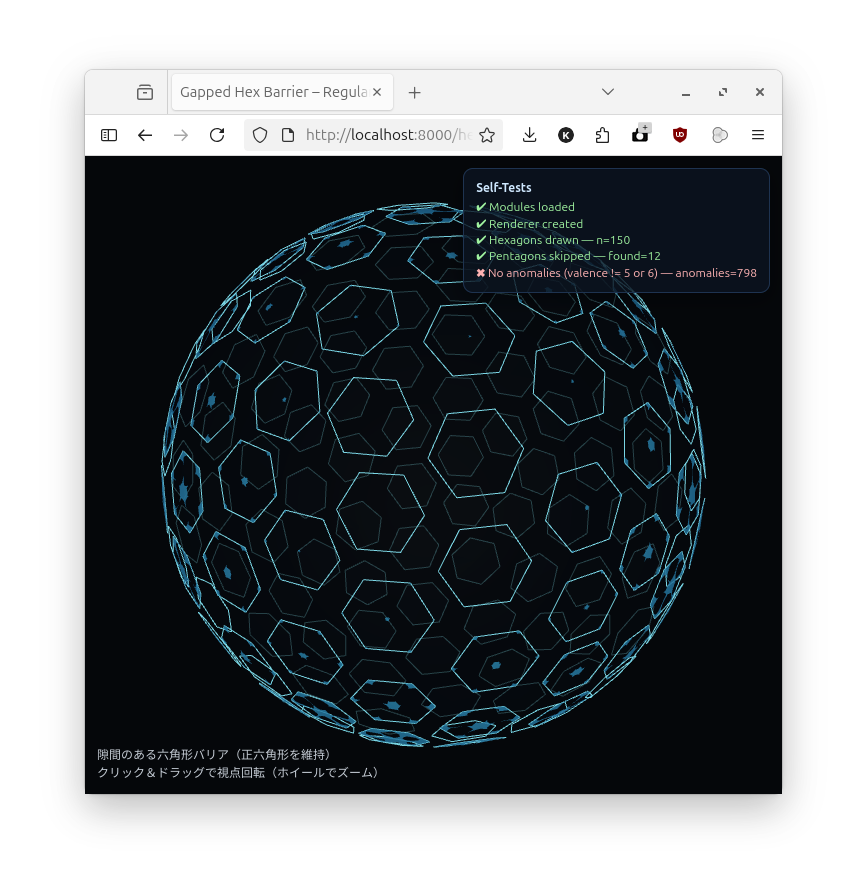 Gapped Hex Barrier – Regula
http://localhost:8000/he
Self-Tests
✔ Modules loaded
✔ Renderer created
✔ Hexagons drawn — n=150
✔ Pentagons skipped — found=12
✖ No anomalies (valence != 5 or 6) — anomalies=798
隙間のある六角形バリア（正六角形を維持）
クリック＆ドラッグで視点回転（ホイールでズーム）